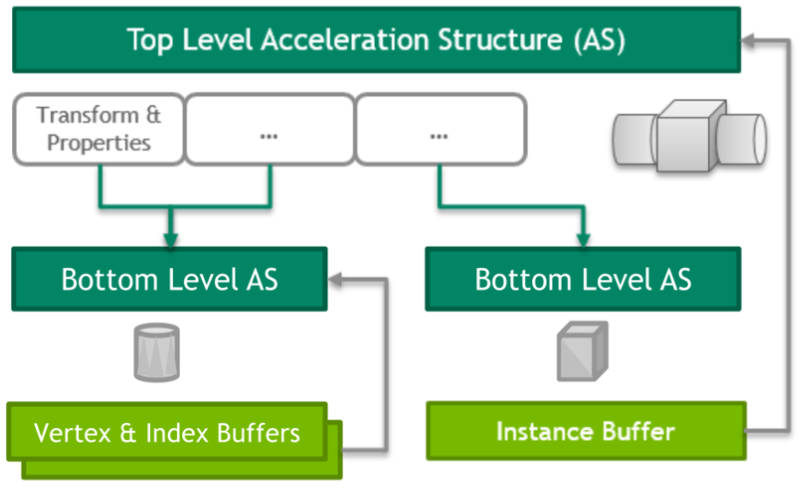 Top Level Acceleration Structure (AS)
Transform &
Properties
...
...
Bottom Level AS
Bottom Level AS
Vertex & Index Buffers
Instance Buffer